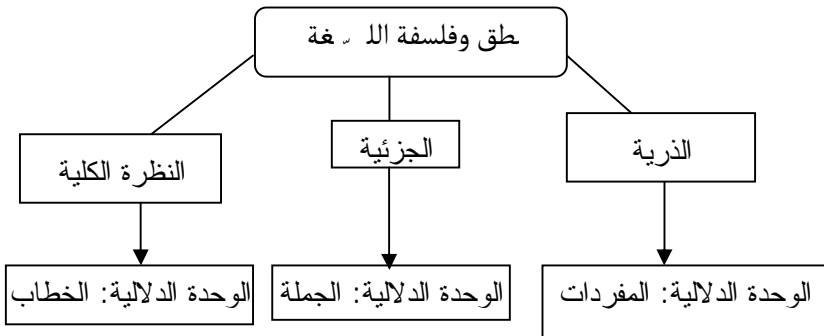 طق وفلسفة اللّغة
الذرية
الجزئية
النظرة الكلية
الوحدة الدلالية: المفردات
الوحدة الدلالية: الجملة
الوحدة الدلالية: الخطاب